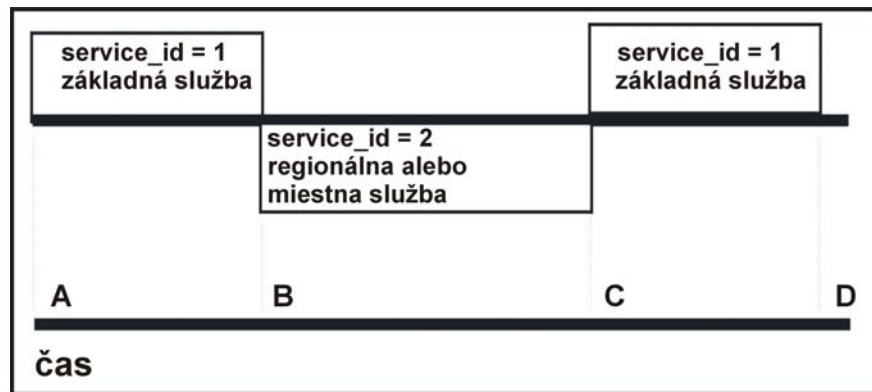 service_id = 1
základná služba
service_id = 1
základná služba
service_id = 2
regionálna alebo
miestna služba
A
B
C
D
čas